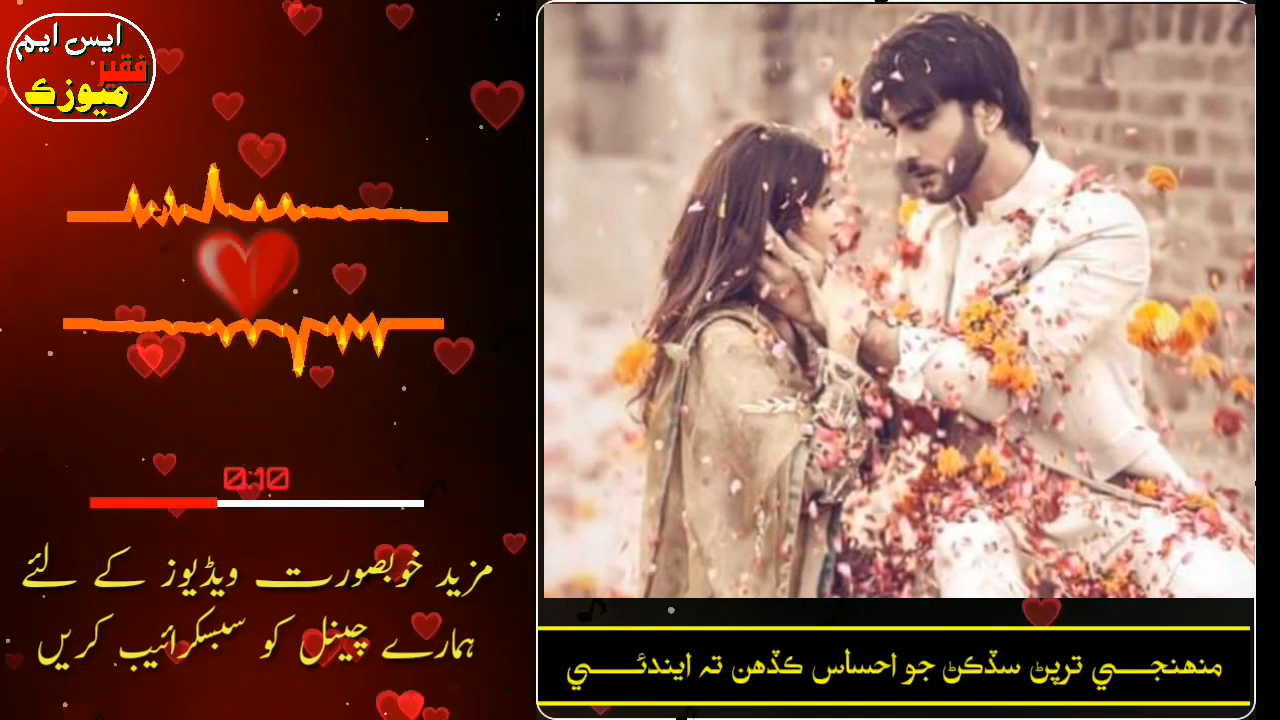 ایس ایم
فقیر
میوزک
0:10
مزید خوبصورت ویڈیوز کے لئے
ہمارے چینل کو سبسکرائیب کریں
منهنجي ترپڻ سڏڪڻ جو احساس ڪڏهن تہ ايندئي